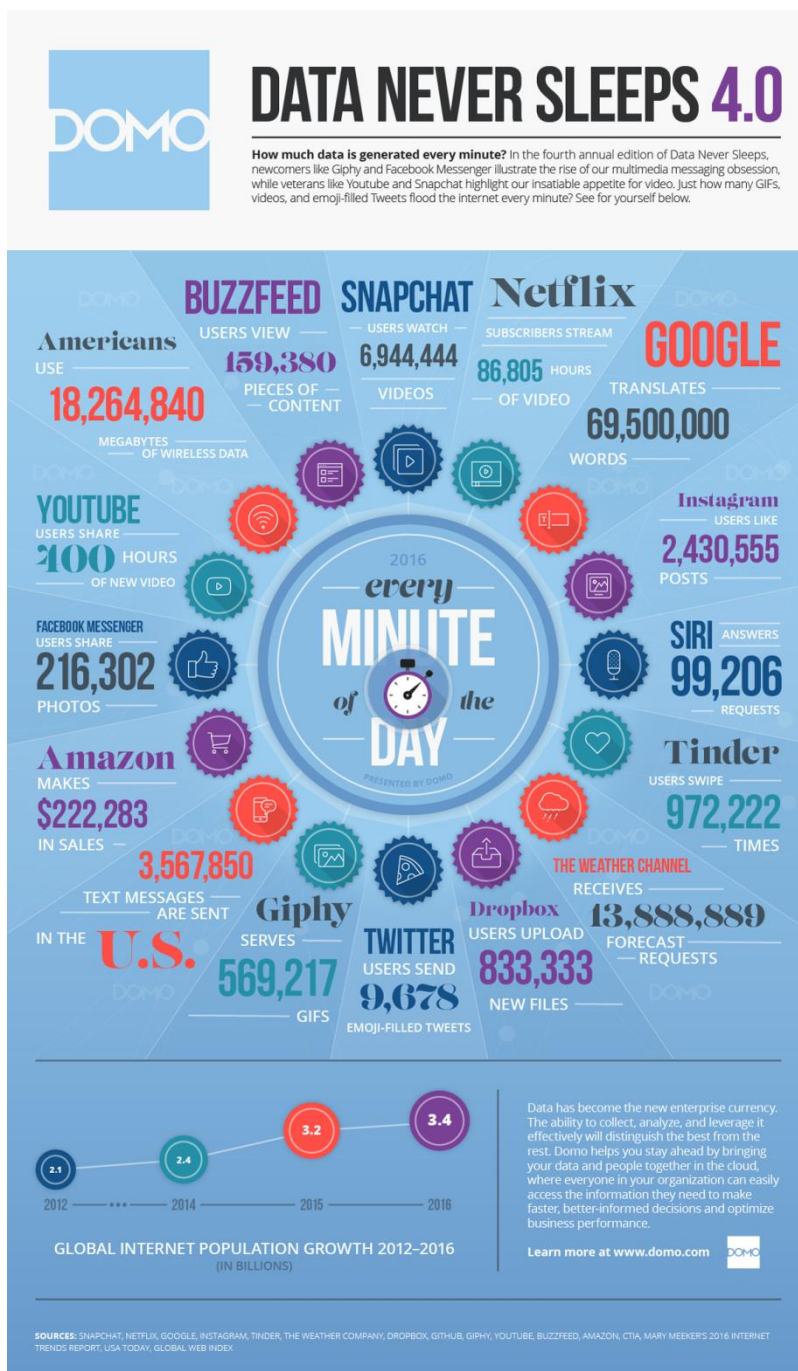 DOMO
DATA NEVER SLEEPS 4.0
How much data is generated every minute? In the fourth annual edition of Data Never Sleeps,
newcomers like Giphy and Facebook Messenger illustrate the rise of our multimedia messaging obsession,
while veterans like Youtube and Snapchat highlight our insatiable appetite for video. Just how many GIFs,
videos, and emoji-filled Tweets flood the internet every minute? See for yourself below.
Americans
USE
18,264,840
MEGABYTES
OF WIRELESS DATA
BUZZFEED
USERS VIEW
159,380
PIECES OF
CONTENT
SNAPCHAT
USERS WATCH
6,944,444
VIDEOS
Netflix
SUBSCRIBERS STREAM
86,805 HOURS
OF VIDEO
GOOGLE
TRANSLATES
69,500,000
WORDS
Instagram
USERS LIKE
2,430,555
POSTS
SIRI ANSWERS
99,206
REQUESTS
Tinder
USERS SWIPE
972,222
TIMES
THE WEATHER CHANNEL
RECEIVES
13,888,889
FORECAST
REQUESTS
Dropbox
USERS UPLOAD
833,333
NEW FILES
TWITTER
USERS SEND
9,678
EMOJI-FILLED TWEETS
Giphy
SERVES
569,217
GIFS
3,567,850
TEXT MESSAGES
ARE SENT
IN THE U.S.
Amazon
MAKES
$222,283
IN SALES
FACEBOOK MESSENGER
USERS SHARE
216,302
PHOTOS
YOUTUBE
USERS SHARE
400 HOURS
OF NEW VIDEO
2016
every
MINUTE
of the
DAY
PRESENTED BY DOMO
T
DOMO
DOMO
DOMO
DOMO
DOMO
DOMO
2.1
2.4
3.2
3.4
2012 ••• 2014 2015 2016
GLOBAL INTERNET POPULATION GROWTH 2012–2016
(IN BILLIONS)
Data has become the new enterprise currency.
The ability to collect, analyze, and leverage it
effectively will distinguish the best from the
rest. Domo helps you stay ahead by bringing
your data and people together in the cloud,
where everyone in your organization can easily
access the information they need to make
faster, better-informed decisions and optimize
business performance.
Learn more at www.domo.com DOMO
SOURCES: SNAPCHAT, NETFLIX, GOOGLE, INSTAGRAM, TINDER, THE WEATHER COMPANY, DROPBOX, GITHUB, GIPHY, YOUTUBE, BUZZFEED, AMAZON, CTIA, MARY MEEKER'S 2016 INTERNET
TRENDS REPORT, USA TODAY, GLOBAL WEB INDEX